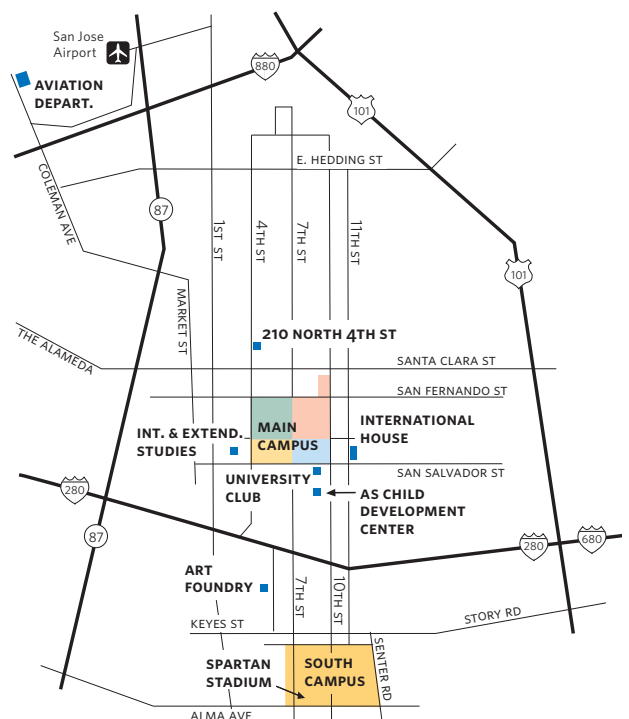 San Jose
Airport
AVIATION
DEPART.
880
101
E. HEDDING ST
COLEMAN AVE
87
1ST ST
4TH ST
7TH ST
11TH ST
101
MARKET ST
210 NORTH 4TH ST
THE ALAMEDA
SANTA CLARA ST
SAN FERNANDO ST
INT. & EXTEND.
STUDIES
MAIN
CAMPUS
INTERNATIONAL
HOUSE
SAN SALVADOR ST
UNIVERSITY
CLUB
280
AS CHILD
DEVELOPMENT
CENTER
87
280
680
ART
FOUNDRY
7TH ST
10TH ST
KEYES ST
STORY RD
SPARTAN
STADIUM
SOUTH
CAMPUS
SENTER RD
ALMA AVE